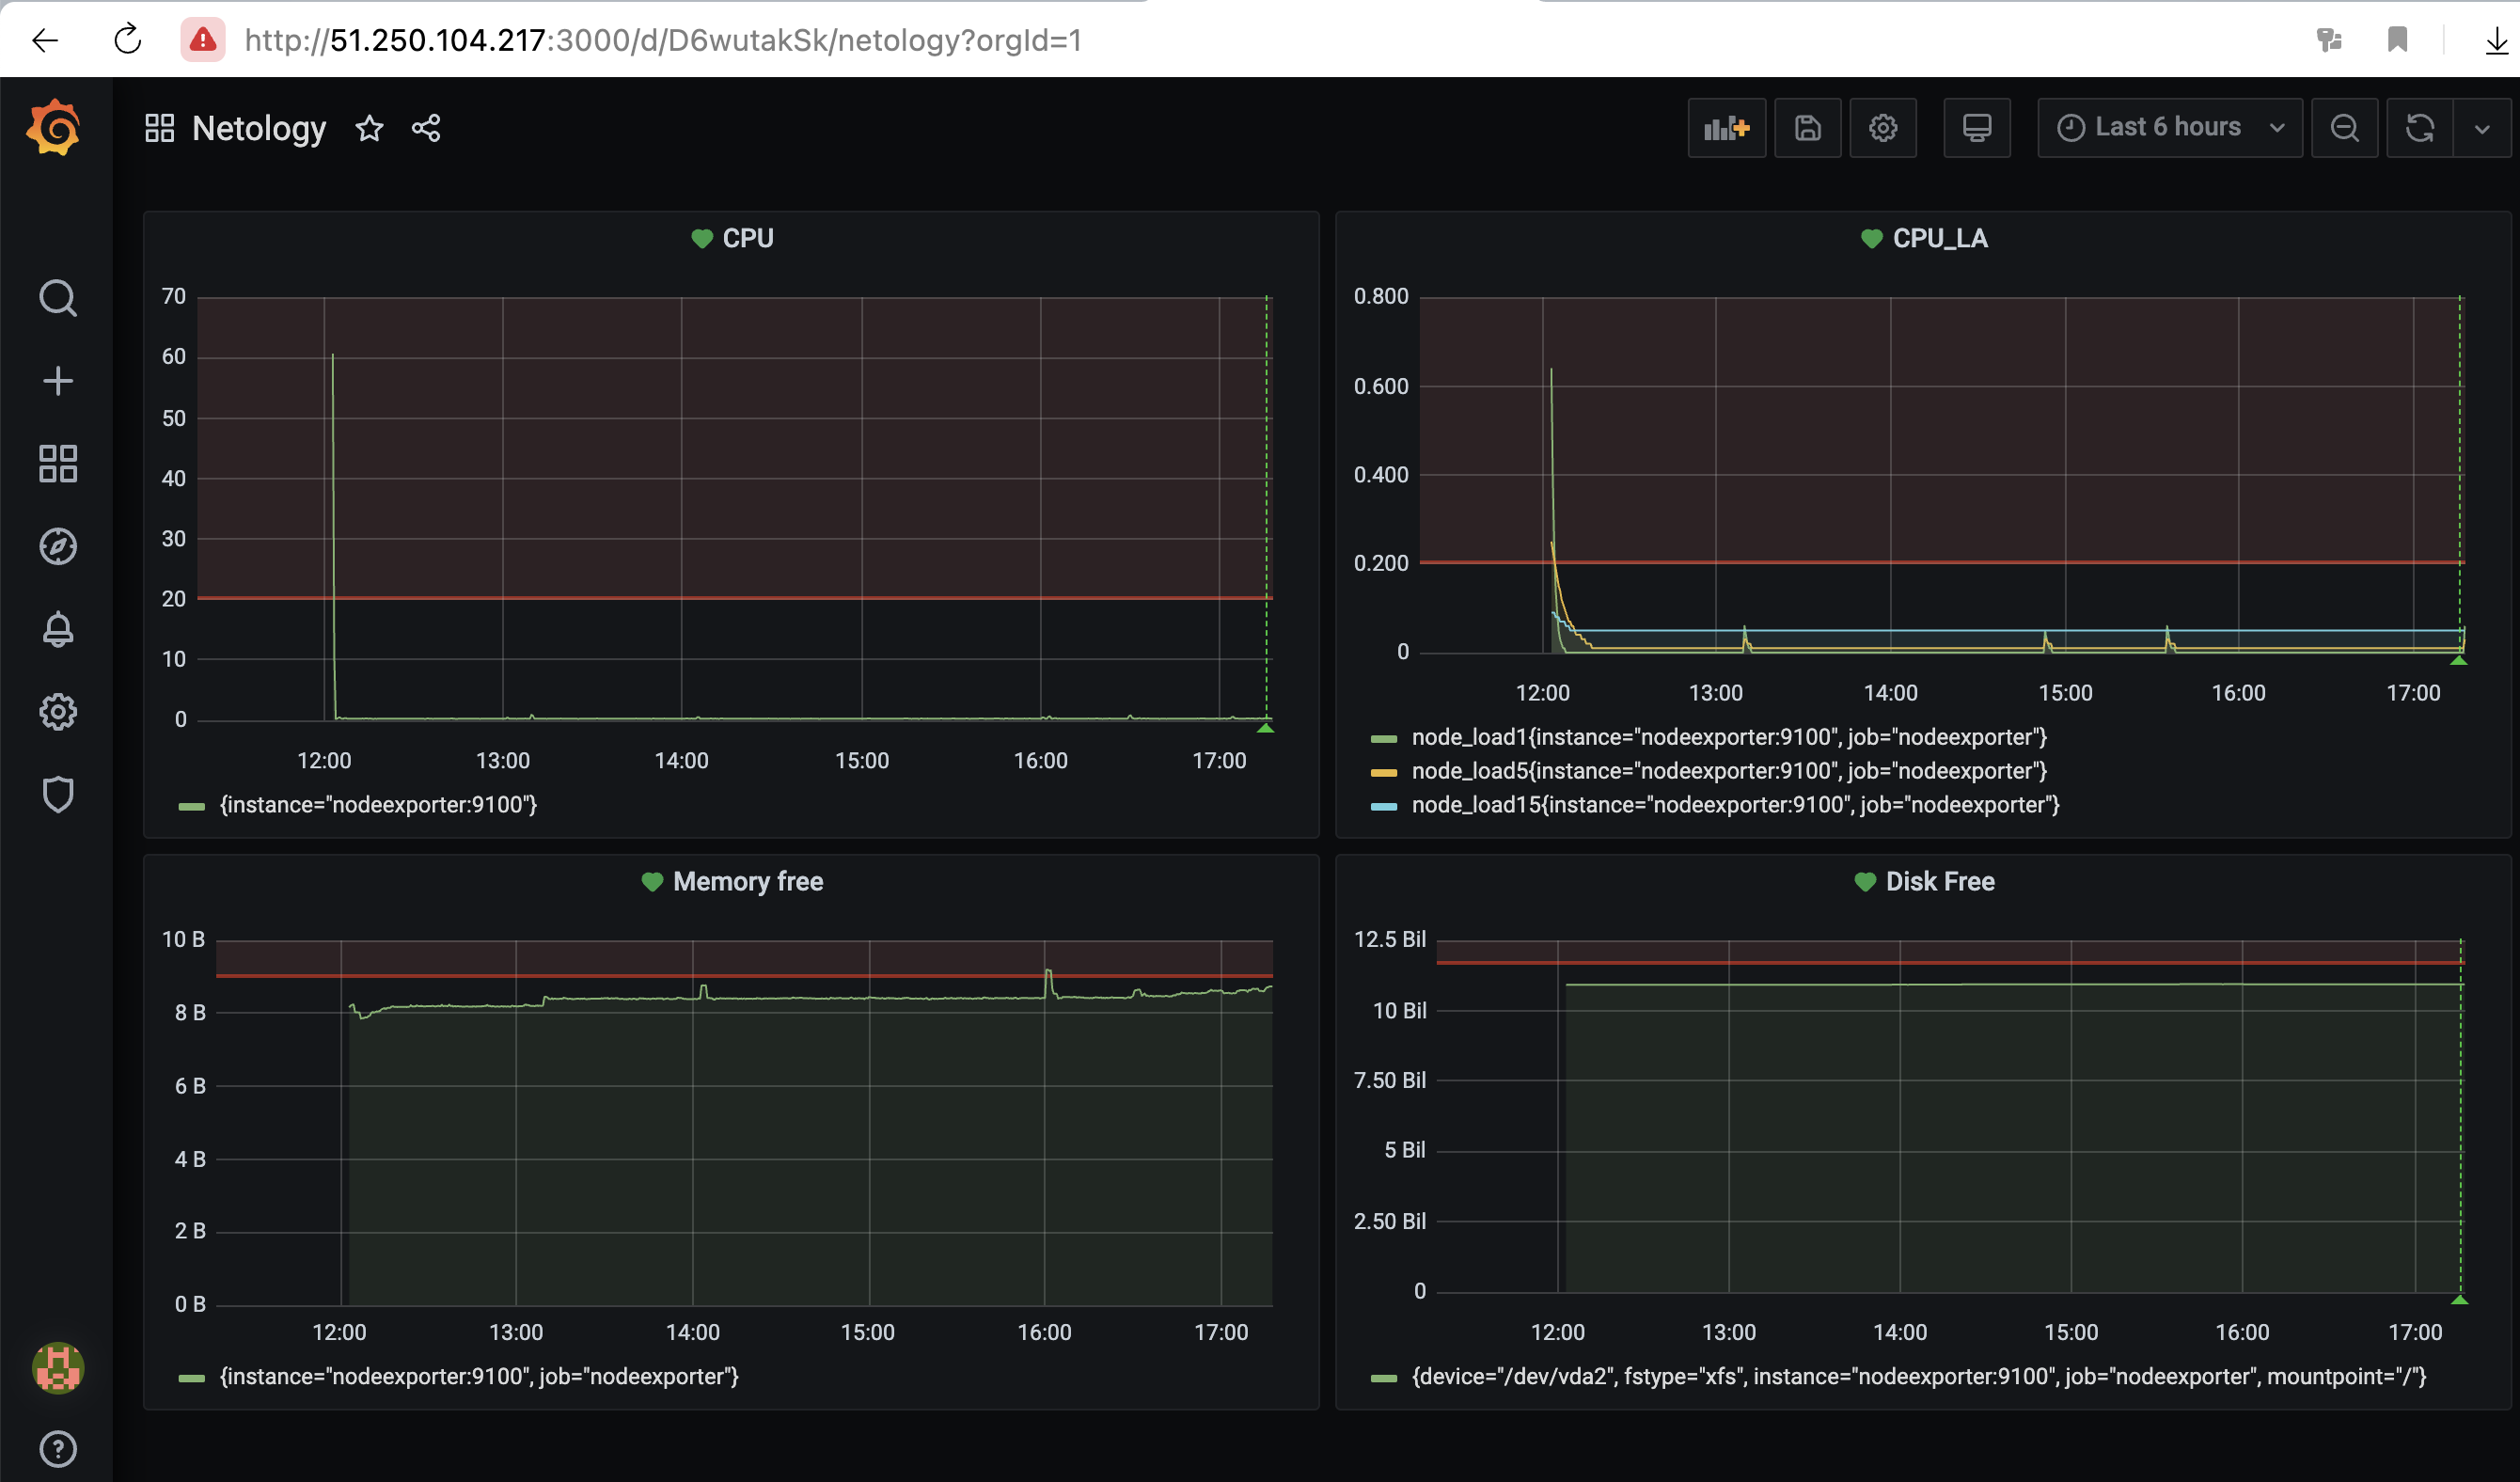 http://51.250.104.217:3000/d/D6wutakSk/netology?orgId=1
Netology
Last 6 hours
CPU
70
60
50
40
30
20
10
0
12:00 13:00 14:00 15:00 16:00 17:00
{instance="nodeexporter:9100"}
CPU_LA
0.800
0.600
0.400
0.200
0
12:00 13:00 14:00 15:00 16:00 17:00
node_load1{instance="nodeexporter:9100", job="nodeexporter"}
node_load5{instance="nodeexporter:9100", job="nodeexporter"}
node_load15{instance="nodeexporter:9100", job="nodeexporter"}
Memory free
10 B
8 B
6 B
4 B
2 B
0 B
12:00 13:00 14:00 15:00 16:00 17:00
{instance="nodeexporter:9100", job="nodeexporter"}
Disk Free
12.5 Bil
10 Bil
7.50 Bil
5 Bil
2.50 Bil
0
12:00 13:00 14:00 15:00 16:00 17:00
{device="/dev/vda2", fstype="xfs", instance="nodeexporter:9100", job="nodeexporter", mountpoint="/"}